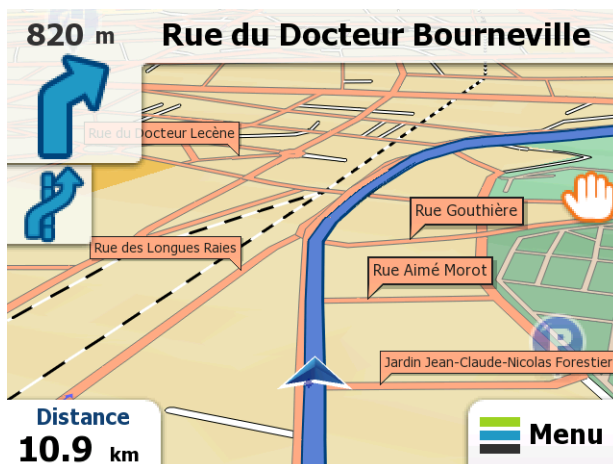 820 m
Rue du Docteur Bourneville
Rue du Docteur Lecène
Rue Gouthière
Rue des Longues Raies
Rue Aimé Morot
P
Jardin Jean-Claude-Nicolas Forestier
Distance
10.9 km
Menu